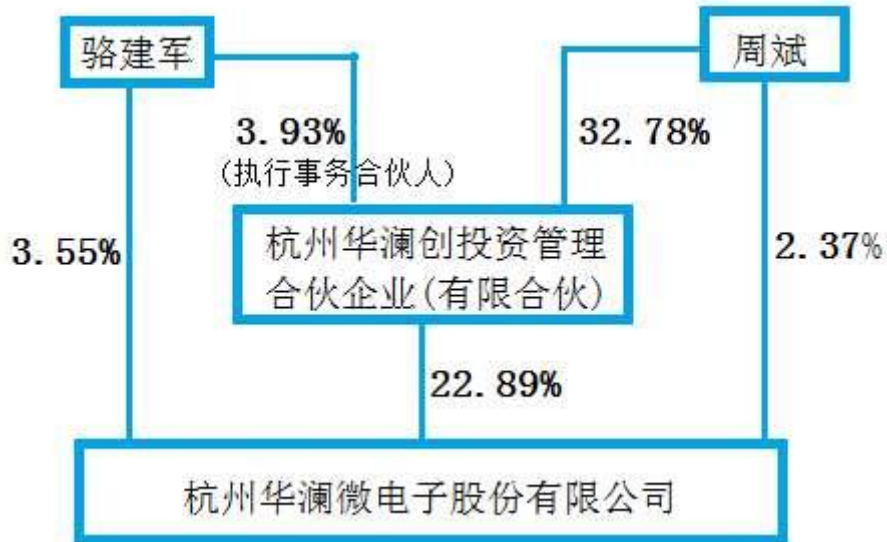 骆建军
周斌
3.93%
(执行事务合伙人)
32.78%
3.55%
杭州华澜创投资管理
合伙企业(有限合伙)
2.37%
22.89%
杭州华澜微电子股份有限公司